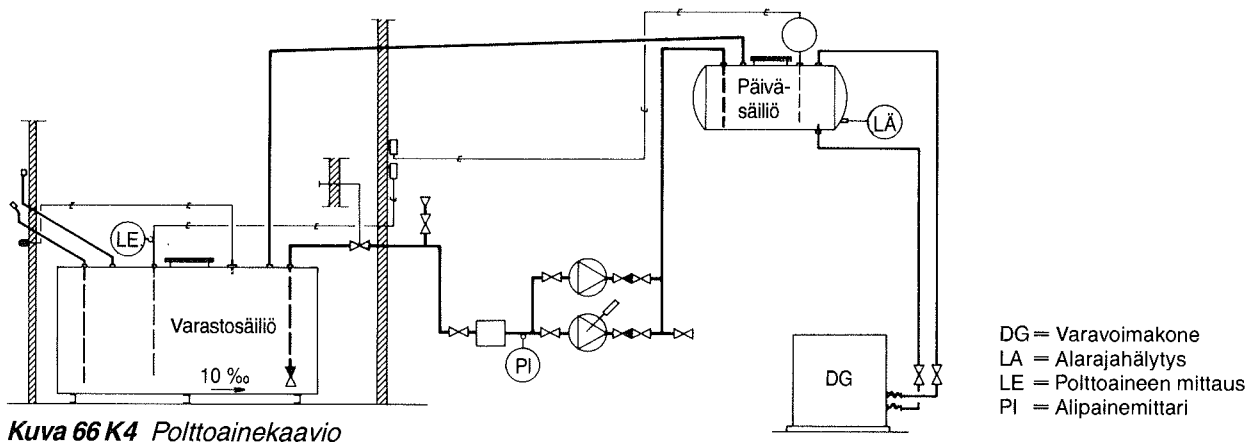 Päivä-
säiliö
LÄ
LE
Varastosäiliö
10 ‰
PI
DG
DG = Varavoimakone
LA = Alarajahälytys
LE = Polttoaineen mittaus
PI = Alipainemittari
Kuva 66 K4 Polttoainekaavio